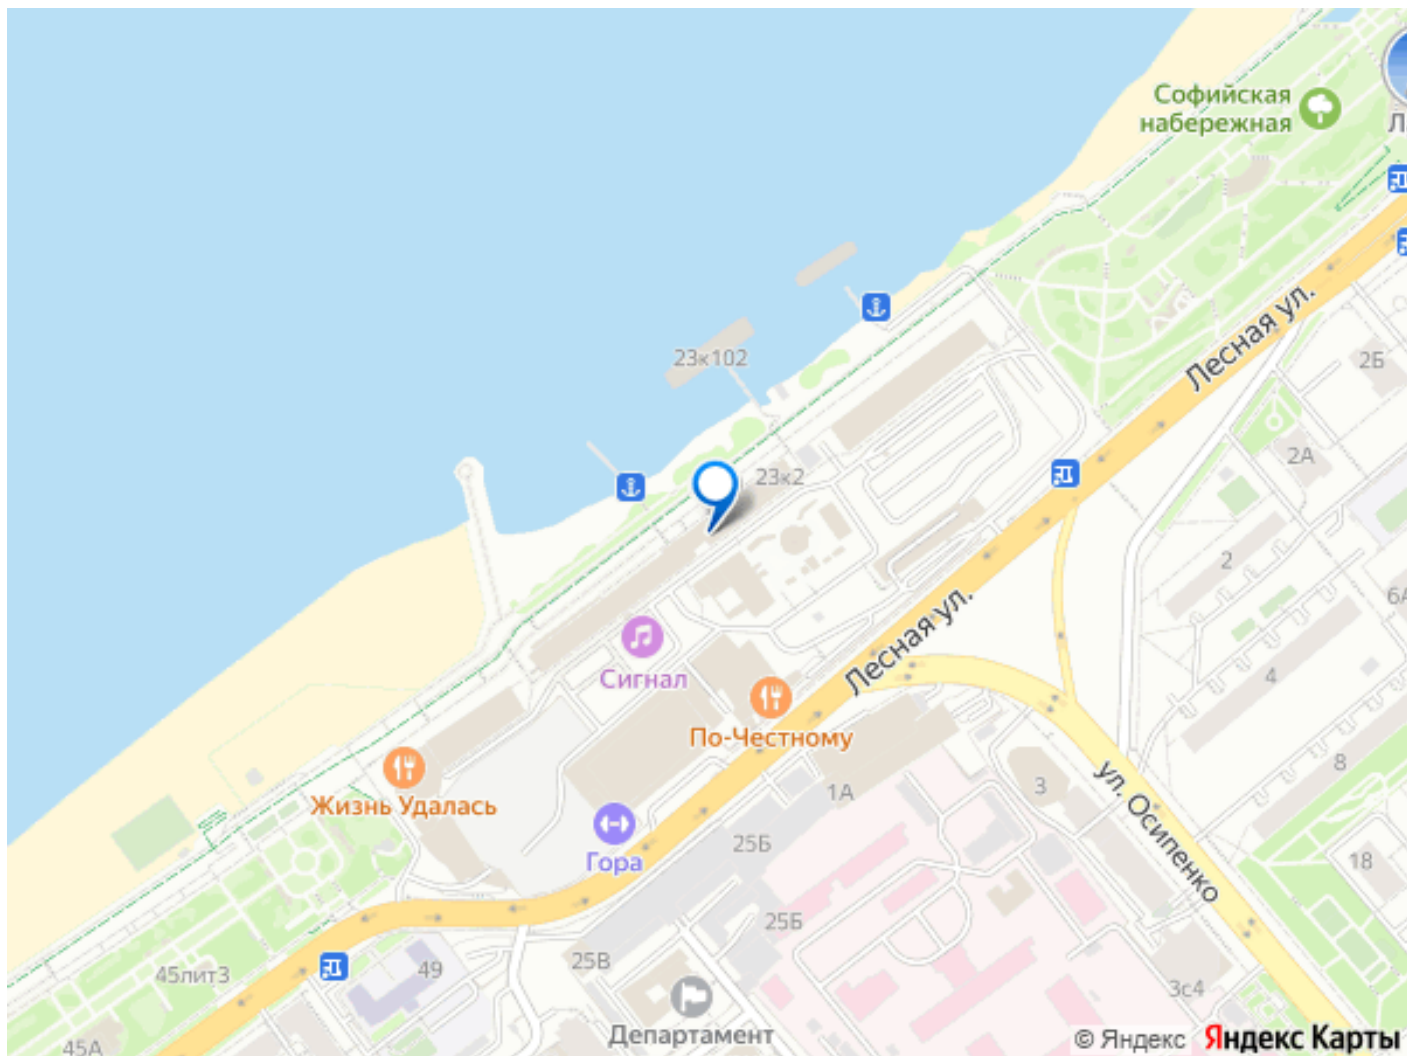 Софийская
набережная
Л
Лесная ул.
2Б
23к102
2А
23к2
2
6А
Лесная ул.
4
Сигнал
По-Честному
8
Жизнь Удалась
1А
3
ул. Осипенко
25Б
Гора
18
25Б
45лит3
49
25В
3с4
Департамент
45А
© Яндекс Яндекс Карты